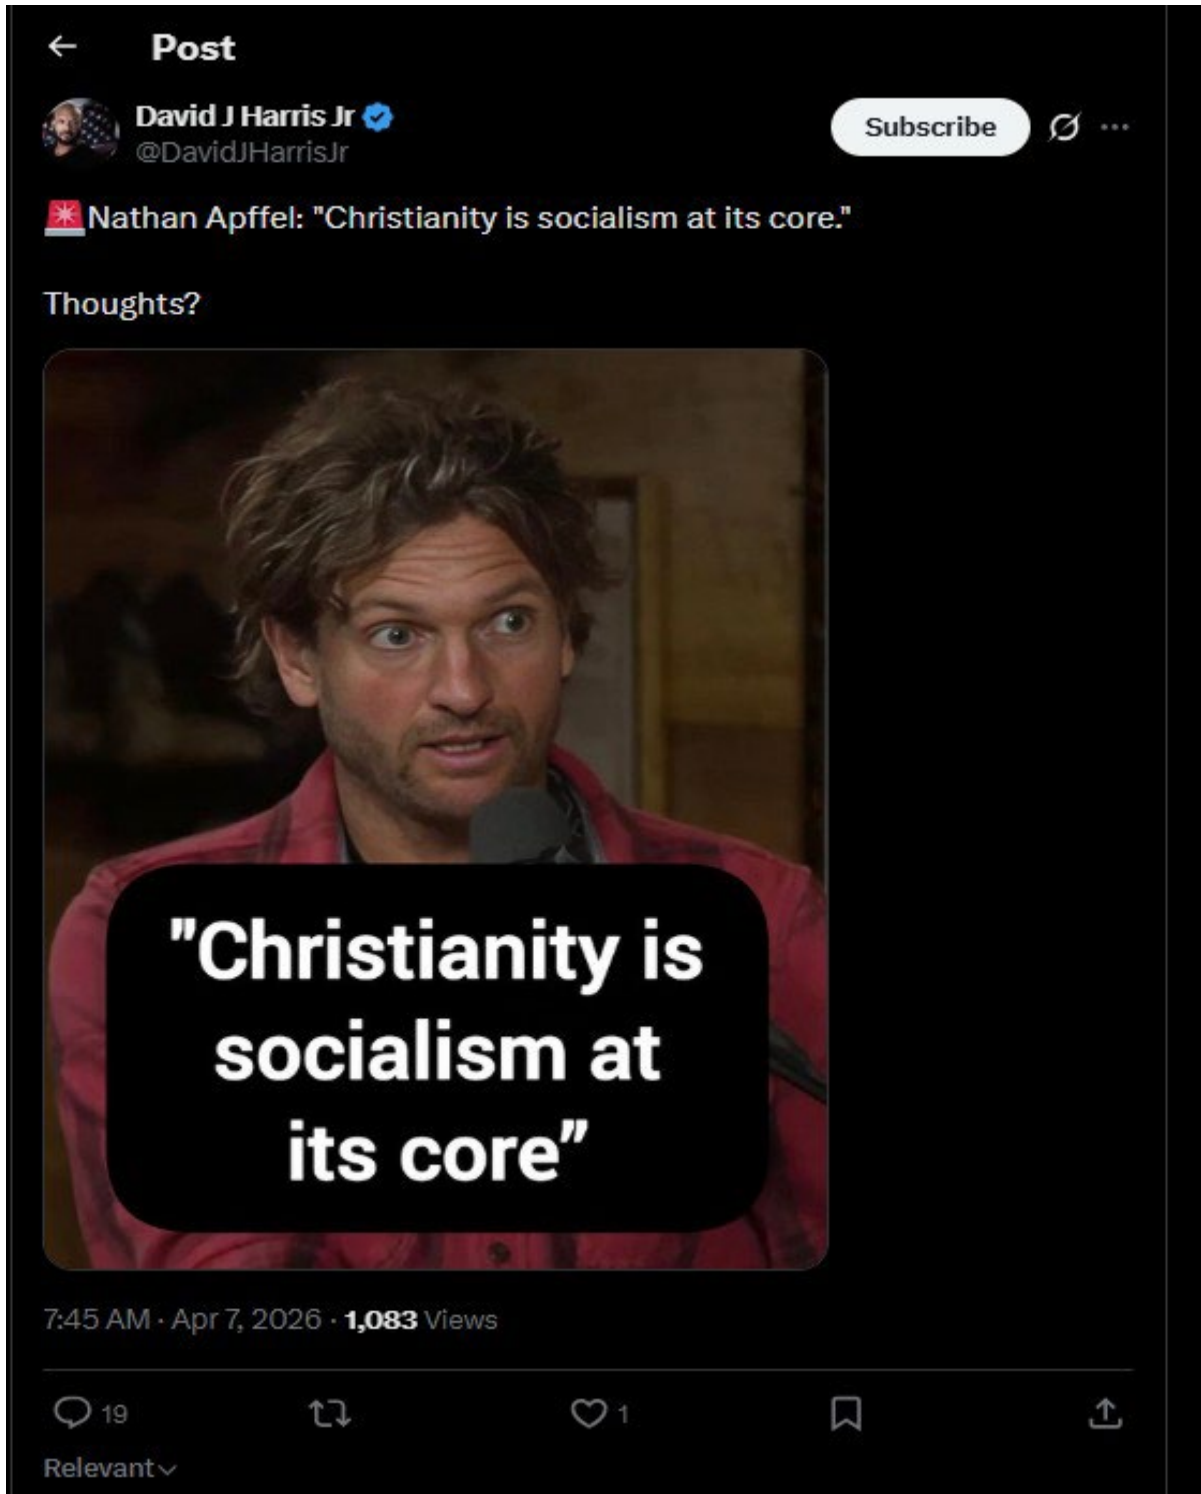 Post
David J Harris Jr
@DavidJHarrisJr
Subscribe
Nathan Apffel: "Christianity is socialism at its core."
Thoughts?
"Christianity is
socialism at
its core”
7:45 AM · Apr 7, 2026 · 1,083 Views
19
1
Relevant